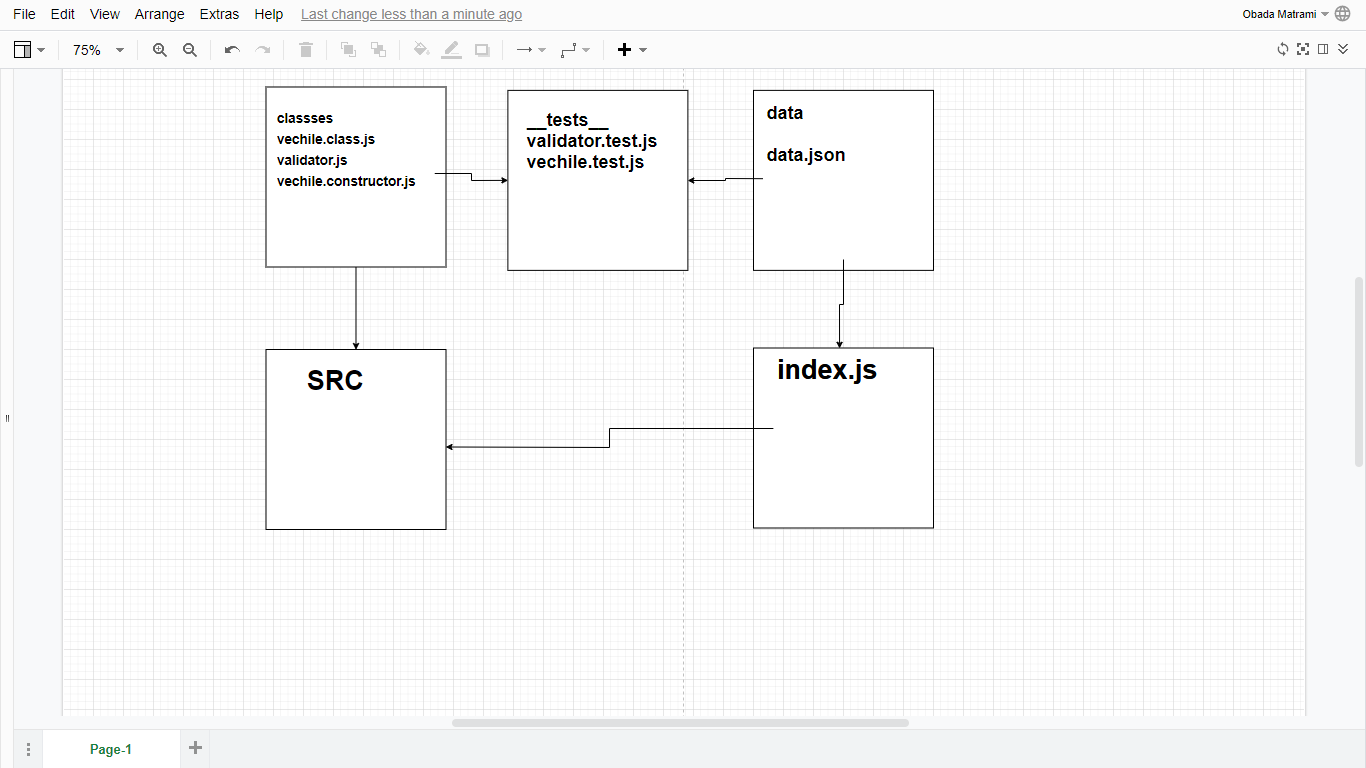 File Edit View Arrange Extras Help Last change less than a minute ago Obada Matrami
75%
classses
vechile.class.js
validator.js
vechile.constructor.js
__tests__
validator.test.js
vechile.test.js
data
data.json
SRC
index.js
Page-1